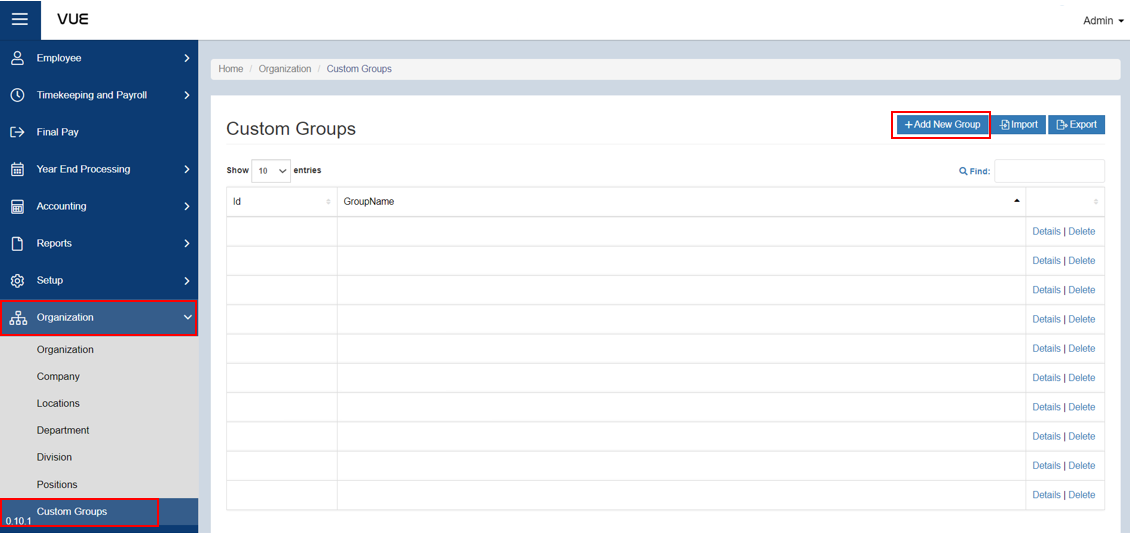 VUE
Admin
Employee
Timekeeping and Payroll
Final Pay
Year End Processing
Accounting
Reports
Setup
Organization
Organization
Company
Locations
Department
Division
Positions
Custom Groups
0.10.1
Home / Organization / Custom Groups
Custom Groups
+Add New Group Import Export
Show 10 entries Find:
Id GroupName
Details | Delete
Details | Delete
Details | Delete
Details | Delete
Details | Delete
Details | Delete
Details | Delete
Details | Delete
Details | Delete
Details | Delete